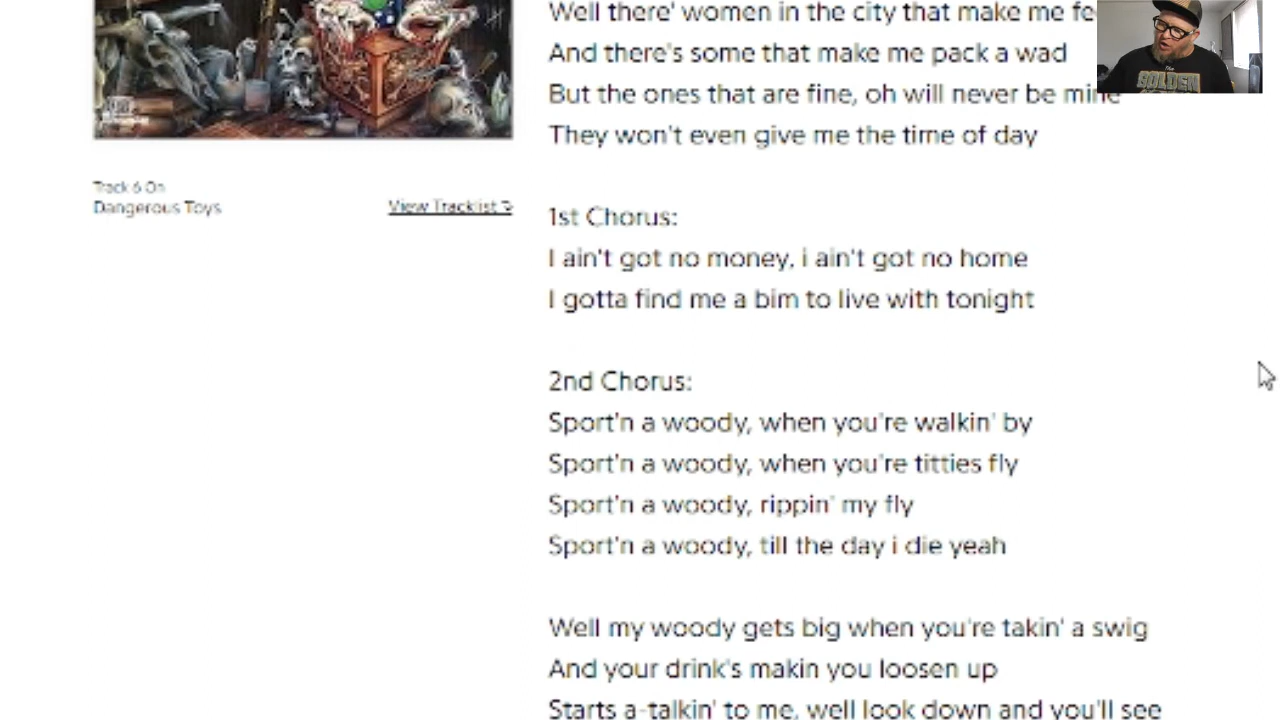 Well there' women in the city that make me
And there's some that make me pack a wad
But the ones that are fine, oh will never be mine
They won't even give me the time of day
Track 6 On
Dangerous Toys
View Tracklist
1st Chorus:
I ain't got no money, i ain't got no home
I gotta find me a bim to live with tonight
2nd Chorus:
Sport'n a woody, when you're walkin' by
Sport'n a woody, when you're titties fly
Sport'n a woody, rippin' my fly
Sport'n a woody, till the day i die yeah
Well my woody gets big when you're takin' a swig
And your drink's makin you loosen up
Starts a-talkin' to me, well look down and you'll see
The
GOLDEN